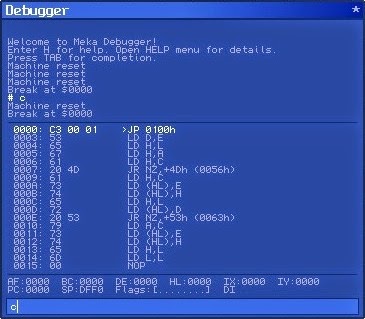 Debugger
*
Welcome to Meka Debugger!
Enter H for help. Open HELP menu for details.
Press TAB for completion.
Machine reset
Machine reset
Machine reset
Break at $0000
# c
Machine reset
Break at $0000
0000: C3 00 01 >JP 0100h
0003: 53 LD D,E
0004: 65 LD H,L
0005: 67 LD H,A
0006: 61 LD H,C
0007: 20 4D JR NZ,+4Dh (0056h)
0009: 61 LD H,C
000A: 73 LD (HL),E
000B: 74 LD (HL),H
000C: 65 LD H,L
000D: 72 LD (HL),D
000E: 20 53 JR NZ,+53h (0063h)
0010: 79 LD A,C
0011: 73 LD (HL),E
0012: 74 LD (HL),H
0013: 65 LD H,L
0014: 6D LD L,L
0015: 00 NOP
AF:0000 BC:0000 DE:0000 HL:0000 IX:0000 IY:0000
PC:0000 SP:DFF0 Flags:[........] DI
c